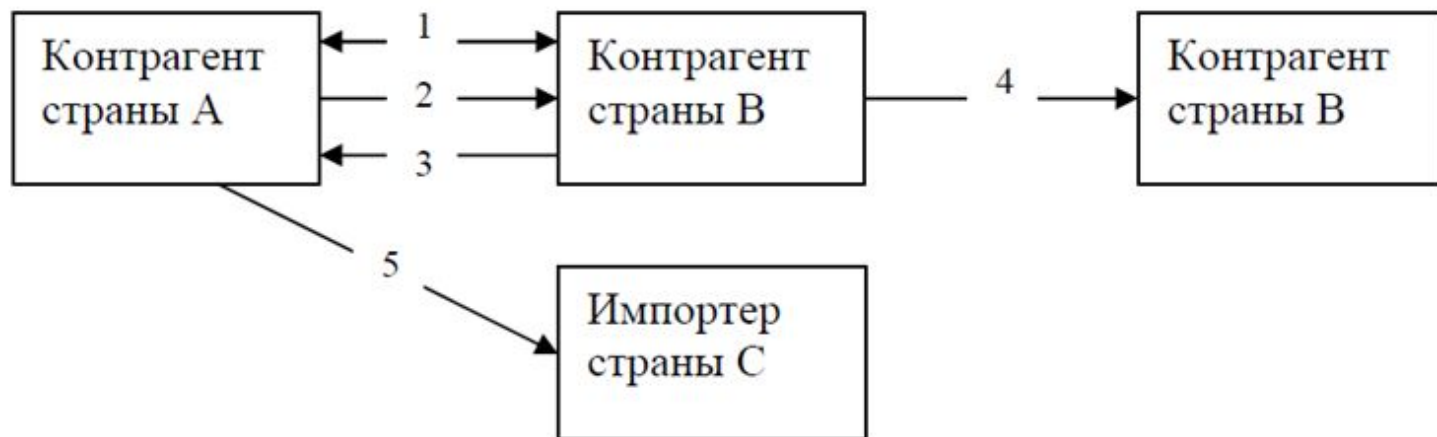 Контрагент
страны А
1
2
3
Контрагент
страны В
4
Контрагент
страны В
5
Импортер
страны С